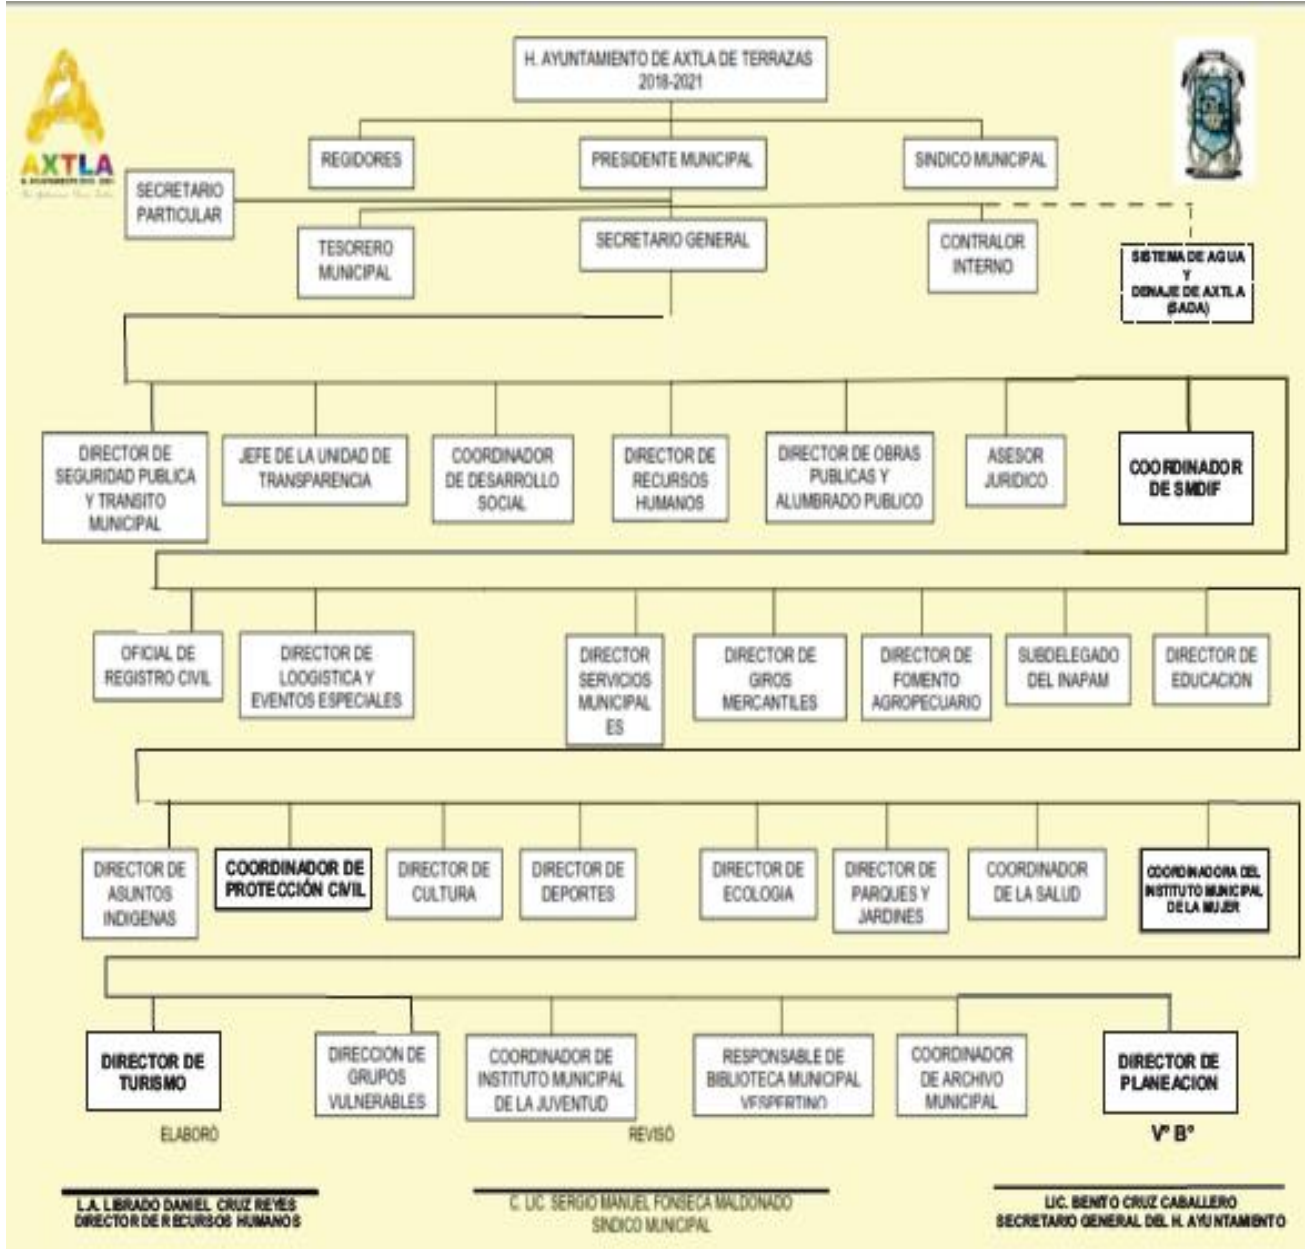 H. AYUNTAMIENTO DE AXTLA DE TERRAZAS
2018-2021
AXTLA
REGIDORES
PRESIDENTE MUNICIPAL
SINDICO MUNICIPAL
SECRETARIO
PARTICULAR
TESORERO
MUNICIPAL
SECRETARIO GENERAL
CONTRALOR
INTERNO
SISTEMA DE AGUA
Y
DENAJE DE AXTLA
(SADA)
DIRECTOR DE
SEGURIDAD PUBLICA
Y TRANSITO
MUNICIPAL
JEFE DE LA UNIDAD DE
TRANSPARENCIA
COORDINADOR
DE DESARROLLO
SOCIAL
DIRECTOR DE
RECURSOS
HUMANOS
DIRECTOR DE OBRAS
PUBLICAS Y
ALUMBRADO PUBLICO
ASESOR
JURIDICO
COORDINADOR
DE SMDIF
OFICIAL DE
REGISTRO CIVIL
DIRECTOR DE
LOOGISTICA Y
EVENTOS ESPECIALES
DIRECTOR
SERVICIOS
MUNICIPAL
ES
DIRECTOR DE
GIROS
MERCANTILES
DIRECTOR DE
FOMENTO
AGROPECUARIO
SUBDELEGADO
DEL INAPAM
DIRECTOR DE
EDUCACION
DIRECTOR DE
ASUNTOS
INDIGENAS
COORDINADOR DE
PROTECCIÓN CIVIL
DIRECTOR DE
CULTURA
DIRECTOR DE
DEPORTES
DIRECTOR DE
ECOLOGIA
DIRECTOR DE
PARQUES Y
JARDINES
COORDINADOR
DE LA SALUD
COORDINADORA DEL
INSTITUTO MUNICIPAL
DE LA MUJER
DIRECTOR DE
TURISMO
DIRECCION DE
GRUPOS
VULNERABLES
COORDINADOR DE
INSTITUTO MUNICIPAL
DE LA JUVENTUD
RESPONSABLE DE
BIBLIOTECA MUNICIPAL
VESPERTINO
COORDINADOR
DE ARCHIVO
MUNICIPAL
DIRECTOR DE
PLANEACION
ELABORÓ
REVISÓ
V° B°
L.A. LIBRADO DANIEL CRUZ REYES
DIRECTOR DE RECURSOS HUMANOS
C. LIC. SERGIO MANUEL FONSECA MALDONADO
SINDICO MUNICIPAL
LIC. BENITO CRUZ CABALLERO
SECRETARIO GENERAL DEL H. AYUNTAMIENTO